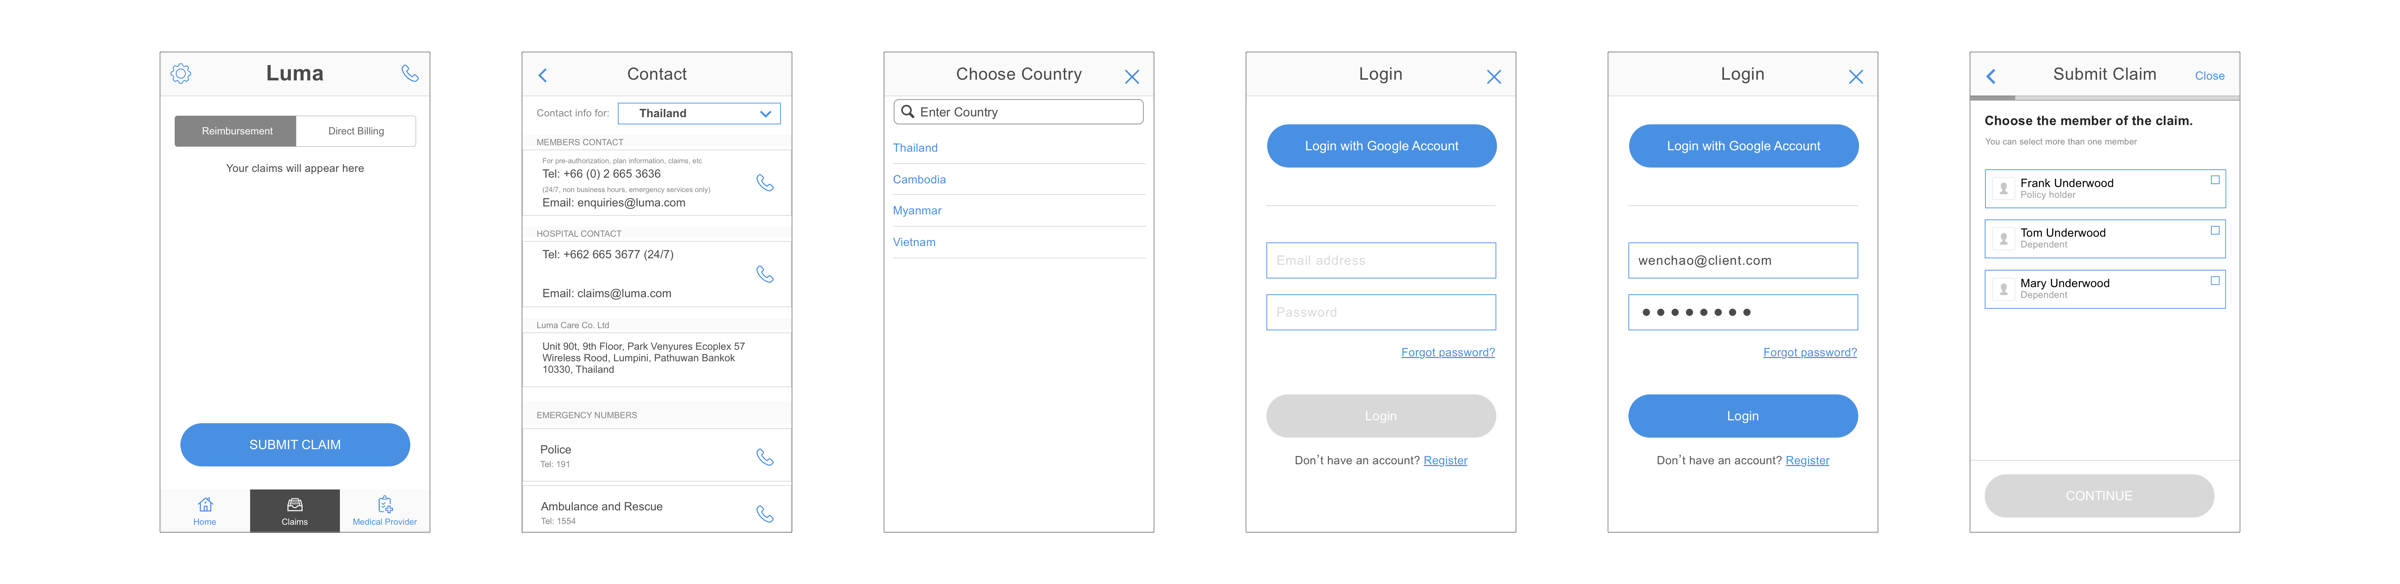 Luma
Reimbursement
Direct Billing
Your claims will appear here
SUBMIT CLAIM
Home
Claims
Medical Provider
Contact
Contact info for:
Thailand
MEMBERS CONTACT
For pre-authorization, plan information, claims, etc
Tel: +66 (0) 2 665 3636
(24/7, non business hours, emergency services only)
Email: enquiries@luma.com
HOSPITAL CONTACT
Tel: +662 665 3677 (24/7)
Email: claims@luma.com
Luma Care Co. Ltd
Unit 90t, 9th Floor, Park Venyures Ecoplex 57
Wireless Rood, Lumpini, Pathuwan Bankok
10330, Thailand
EMERGENCY NUMBERS
Police
Tel: 191
Ambulance and Rescue
Tel: 1554
Choose Country
Enter Country
Thailand
Cambodia
Myanmar
Vietnam
Login
Login with Google Account
Email address
Password
Forgot password?
Login
Don't have an account? Register
Login
Login with Google Account
wenchao@client.com
Forgot password?
Login
Don't have an account? Register
Submit Claim
Close
Choose the member of the claim.
You can select more than one member
Frank Underwood
Policy holder
Tom Underwood
Dependent
Mary Underwood
Dependent
CONTINUE